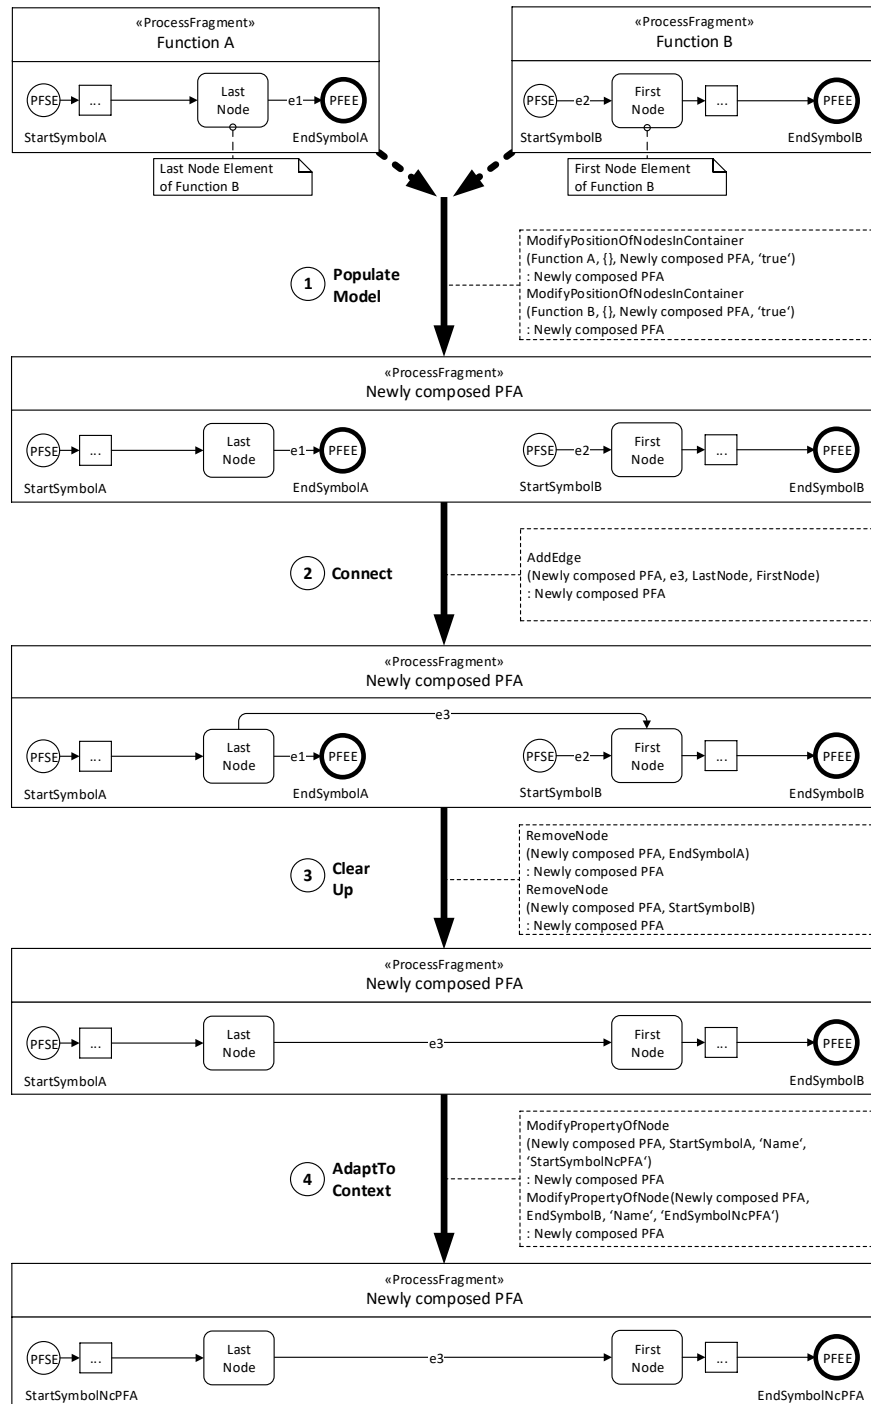 «ProcessFragment»
Function A
PFSE
...
Last
Node
e1
PFEE
StartSymbolA
EndSymbolA
Last Node Element
of Function B
«ProcessFragment»
Function B
PFSE
e2
First
Node
...
PFEE
StartSymbolB
EndSymbolB
First Node Element
of Function B
1
Populate
Model
ModifyPositionOfNodesInContainer
(Function A, {}, Newly composed PFA, ‘true‘)
: Newly composed PFA
ModifyPositionOfNodesInContainer
(Function B, {}, Newly composed PFA, ‘true‘)
: Newly composed PFA
«ProcessFragment»
Newly composed PFA
PFSE
...
Last
Node
e1
PFEE
PFSE
e2
First
Node
...
PFEE
StartSymbolA
EndSymbolA
StartSymbolB
EndSymbolB
2
Connect
AddEdge
(Newly composed PFA, e3, LastNode, FirstNode)
: Newly composed PFA
«ProcessFragment»
Newly composed PFA
e3
PFSE
...
Last
Node
e1
PFEE
PFSE
e2
First
Node
...
PFEE
StartSymbolA
EndSymbolA
StartSymbolB
EndSymbolB
3
Clear
Up
RemoveNode
(Newly composed PFA, EndSymbolA)
: Newly composed PFA
RemoveNode
(Newly composed PFA, StartSymbolB)
: Newly composed PFA
«ProcessFragment»
Newly composed PFA
PFSE
...
Last
Node
e3
First
Node
...
PFEE
StartSymbolA
EndSymbolB
4
AdaptTo
Context
ModifyPropertyOfNode
(Newly composed PFA, StartSymbolA, ‘Name‘,
‘StartSymbolNcPFA‘)
: Newly composed PFA
ModifyPropertyOfNode(Newly composed PFA,
EndSymbolB, ‘Name‘, ‘EndSymbolNcPFA‘)
: Newly composed PFA
«ProcessFragment»
Newly composed PFA
PFSE
...
Last
Node
e3
First
Node
...
PFEE
StartSymbolNcPFA
EndSymbolNcPFA